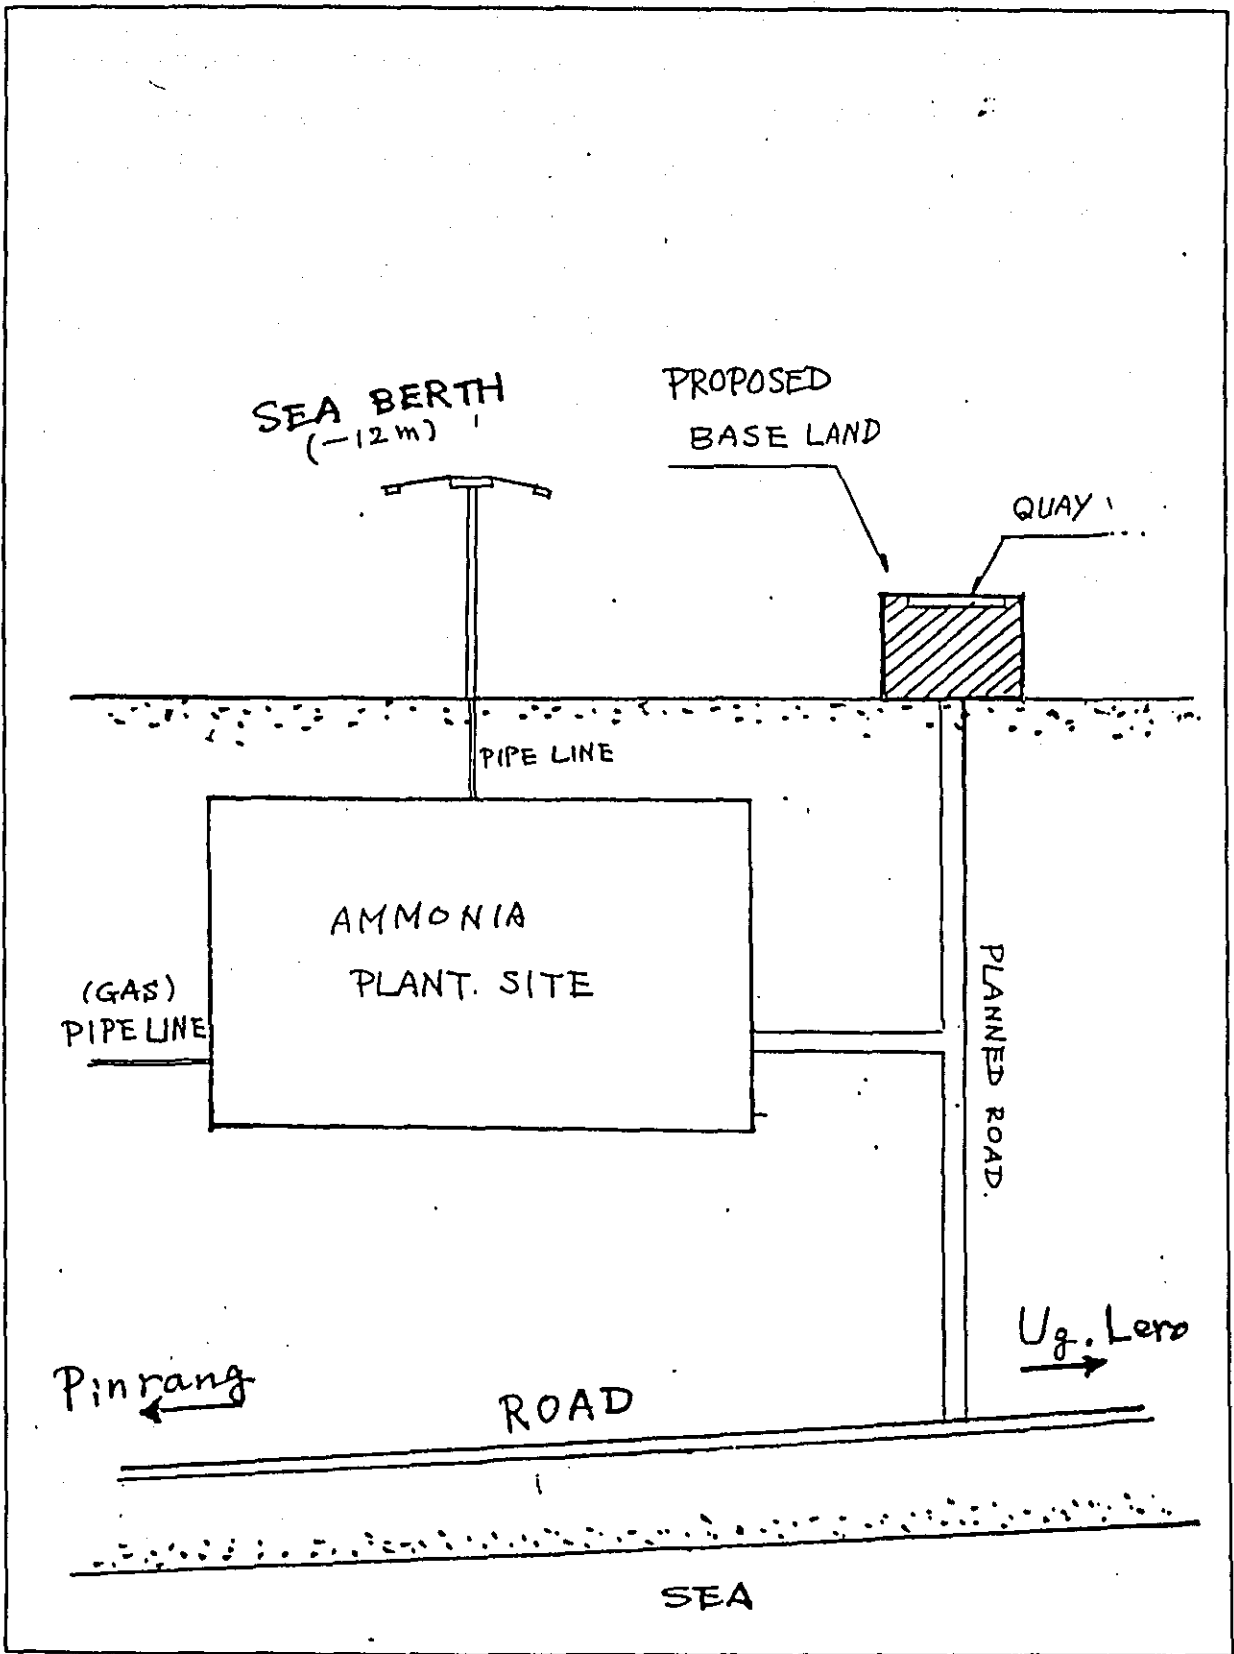 SEA BERTH
(-12m)
PROPOSED
BASE LAND
QUAY
PIPE LINE
AMMONIA
PLANT. SITE
(GAS)
PIPE LINE
PLANNED ROAD.
Ug. Lero
Pinrang
ROAD
SEA